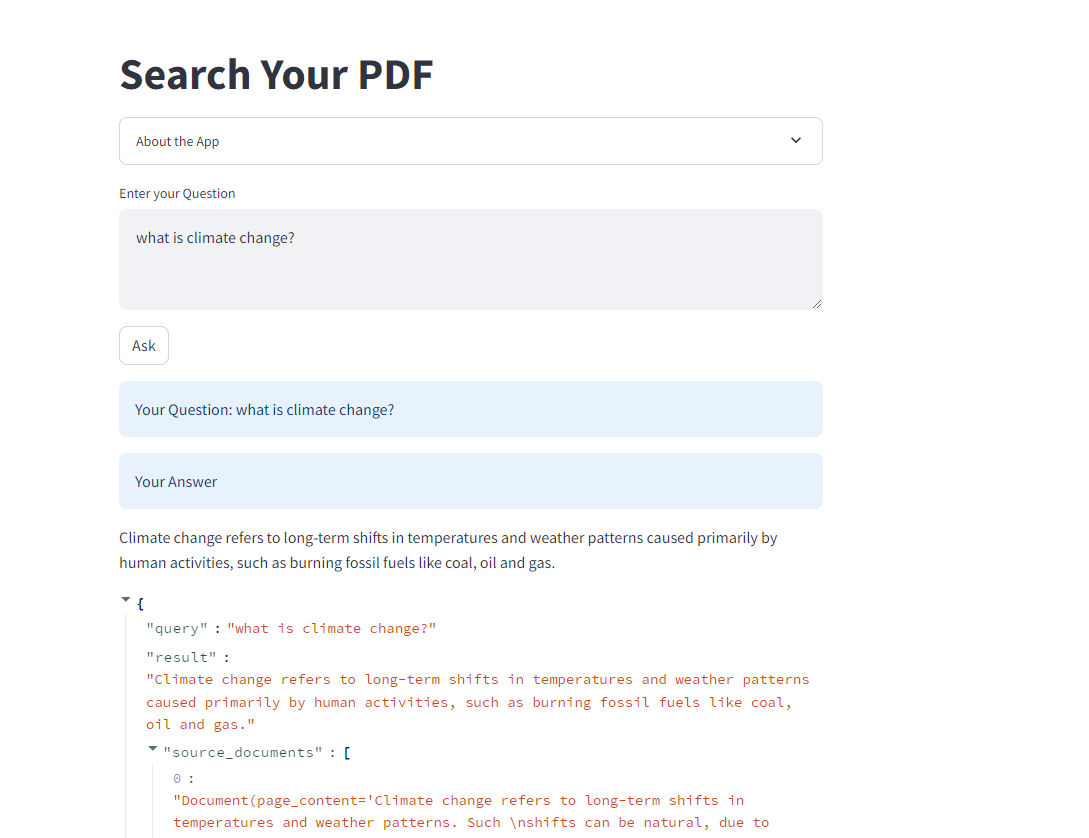 Search Your PDF
About the App
Enter your Question
what is climate change?
Ask
Your Question: what is climate change?
Your Answer
Climate change refers to long-term shifts in temperatures and weather patterns caused primarily by
human activities, such as burning fossil fuels like coal, oil and gas.
{
"query" : "what is climate change?"
"result" :
"Climate change refers to long-term shifts in temperatures and weather patterns
caused primarily by human activities, such as burning fossil fuels like coal,
oil and gas."
"source_documents" : [
0 :
"Document(page_content='Climate change refers to long-term shifts in
temperatures and weather patterns. Such \nshifts can be natural, due to